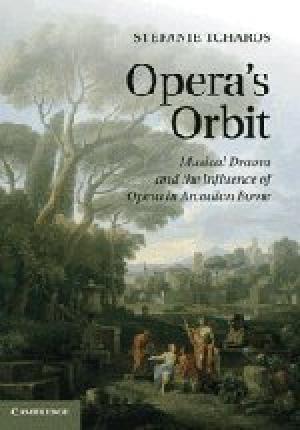 STEFANIE TCHAROS
Opera's
Orbit
Musical Drama
and the Influence of
Opera in Arcadian Rome
CAMBRIDGE